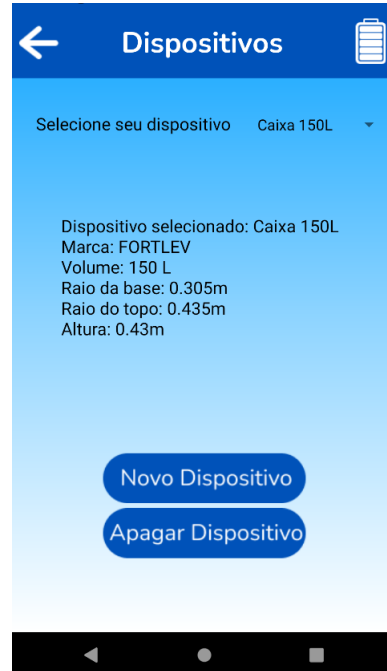 Dispositivos
Selecione seu dispositivo Caixa 150L
Dispositivo selecionado: Caixa 150L
Marca: FORTLEV
Volume: 150 L
Raio da base: 0.305m
Raio do topo: 0.435m
Altura: 0.43m
Novo Dispositivo
Apagar Dispositivo